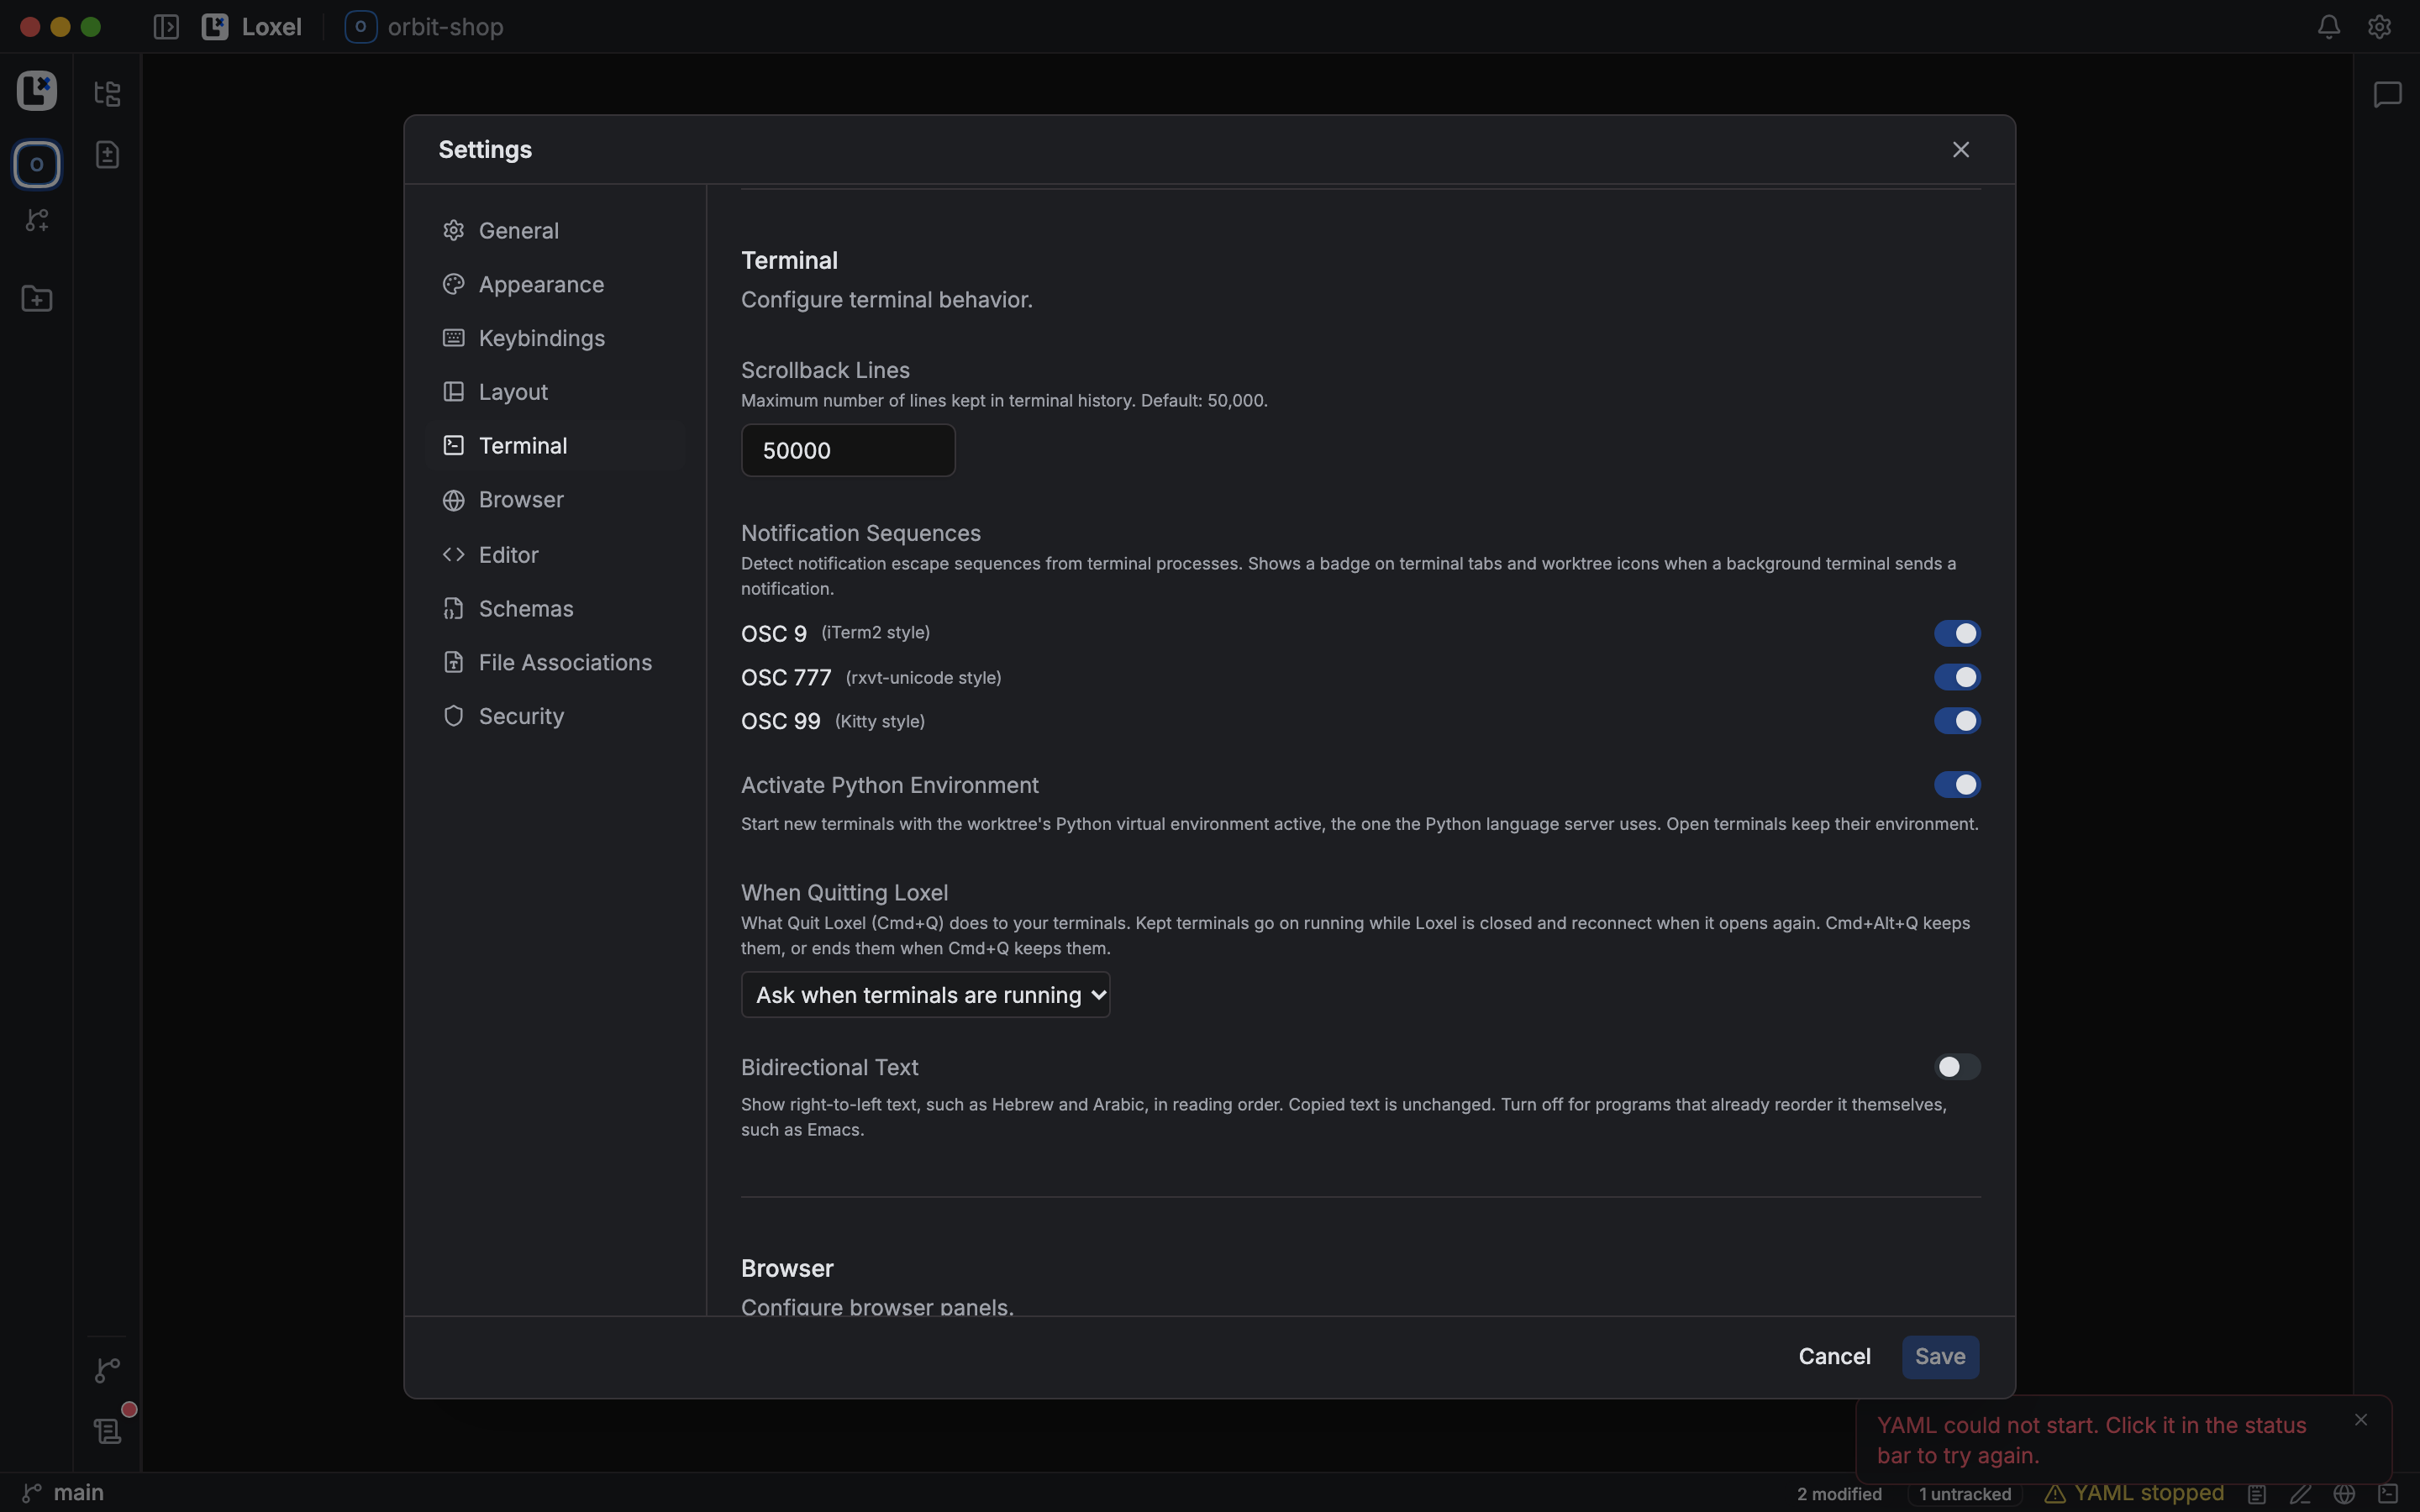 Loxel
O
orbit-shop
O
Settings
General
Appearance
Keybindings
Layout
Terminal
Browser
Editor
Schemas
File Associations
Security
Terminal
Configure terminal behavior.
Scrollback Lines
Maximum number of lines kept in terminal history. Default: 50,000.
50000
Notification Sequences
Detect notification escape sequences from terminal processes. Shows a badge on terminal tabs and worktree icons when a background terminal sends a
notification.
OSC 9 (iTerm2 style)
OSC 777 (rxvt-unicode style)
OSC 99 (Kitty style)
Activate Python Environment
Start new terminals with the worktree's Python virtual environment active, the one the Python language server uses. Open terminals keep their environment.
When Quitting Loxel
What Quit Loxel (Cmd+Q) does to your terminals. Kept terminals go on running while Loxel is closed and reconnect when it opens again. Cmd+Alt+Q keeps
them, or ends them when Cmd+Q keeps them.
Ask when terminals are running
Bidirectional Text
Show right-to-left text, such as Hebrew and Arabic, in reading order. Copied text is unchanged. Turn off for programs that already reorder it themselves,
such as Emacs.
Browser
Configure browser panels.
Cancel
Save
YAML could not start. Click it in the status
bar to try again.
main
2 modified
1 untracked
YAML stopped